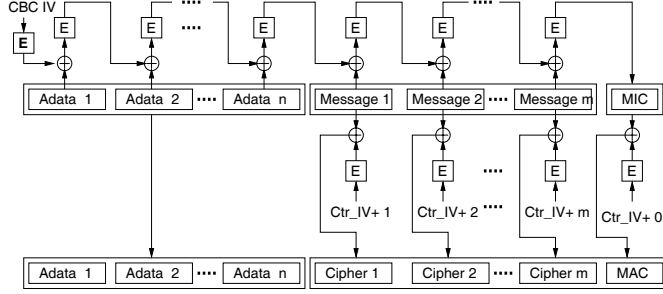 CBC IV
E E E E E E E
E
Adata 1 Adata 2 Adata n Message 1 Message 2 Message m MIC
E E E E
Ctr_IV+ 1 Ctr_IV+ 2 Ctr_IV+ m Ctr_IV+ 0
Adata 1 Adata 2 Adata n Cipher 1 Cipher 2 Cipher m MAC